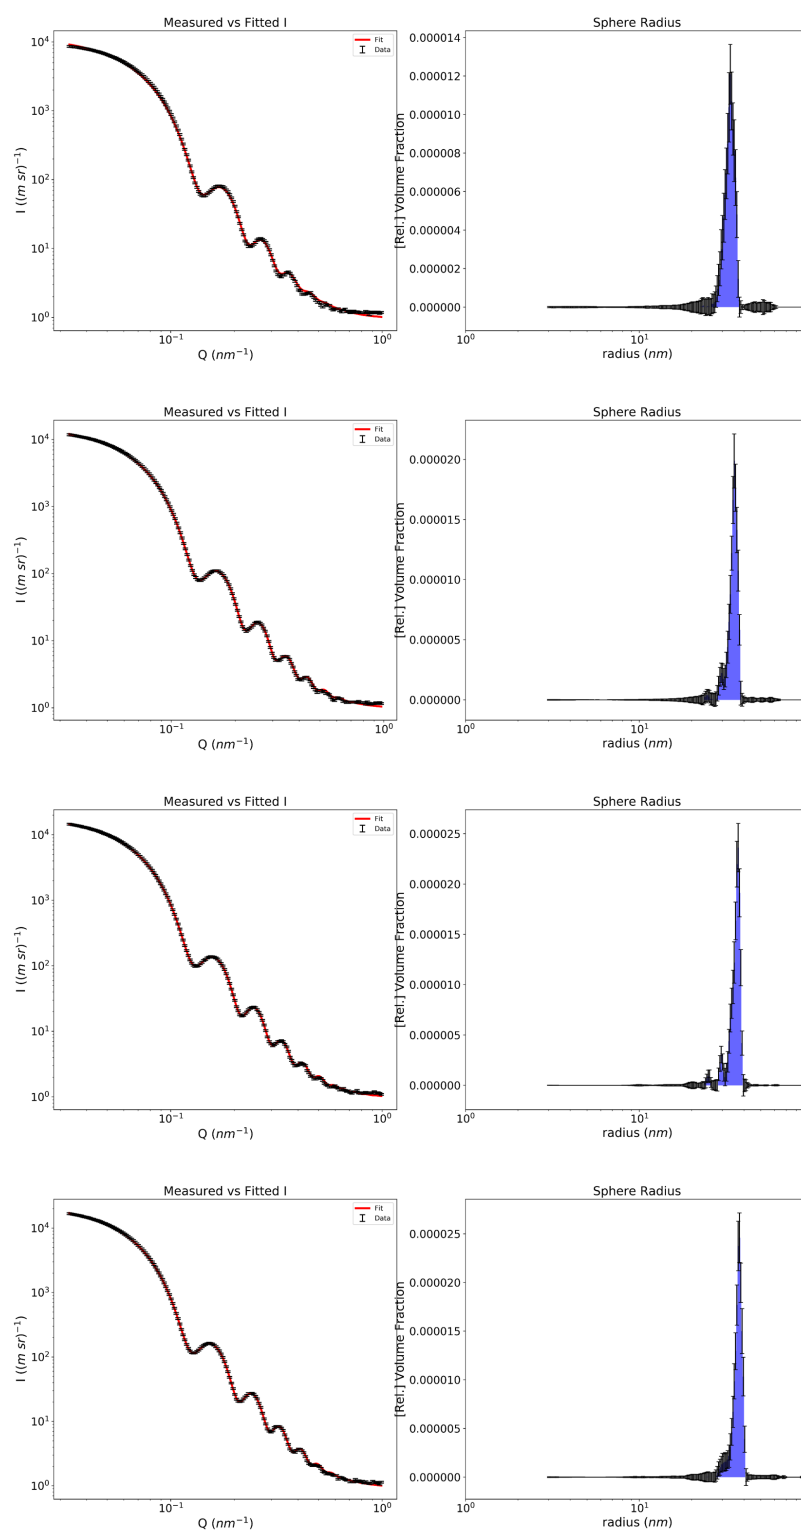 Measured vs Fitted I
Fit
Data
10⁴
10³
10²
10¹
10⁰
I ((m sr)⁻¹)
10⁻¹
10⁰
Q (nm⁻¹)
Sphere Radius
0.000014
0.000012
0.000010
0.000008
0.000006
0.000004
0.000002
0.000000
[Rel.] Volume Fraction
10⁰
10¹
radius (nm)
Measured vs Fitted I
Fit
Data
10⁴
10³
10²
10¹
10⁰
I ((m sr)⁻¹)
10⁻¹
10⁰
Q (nm⁻¹)
Sphere Radius
0.000020
0.000015
0.000010
0.000005
0.000000
[Rel.] Volume Fraction
10⁰
10¹
radius (nm)
Measured vs Fitted I
Fit
Data
10⁴
10³
10²
10¹
10⁰
I ((m sr)⁻¹)
10⁻¹
10⁰
Q (nm⁻¹)
Sphere Radius
0.000025
0.000020
0.000015
0.000010
0.000005
0.000000
[Rel.] Volume Fraction
10⁰
10¹
radius (nm)
Measured vs Fitted I
Fit
Data
10⁴
10³
10²
10¹
10⁰
I ((m sr)⁻¹)
10⁻¹
10⁰
Q (nm⁻¹)
Sphere Radius
0.000025
0.000020
0.000015
0.000010
0.000005
0.000000
[Rel.] Volume Fraction
10⁰
10¹
radius (nm)